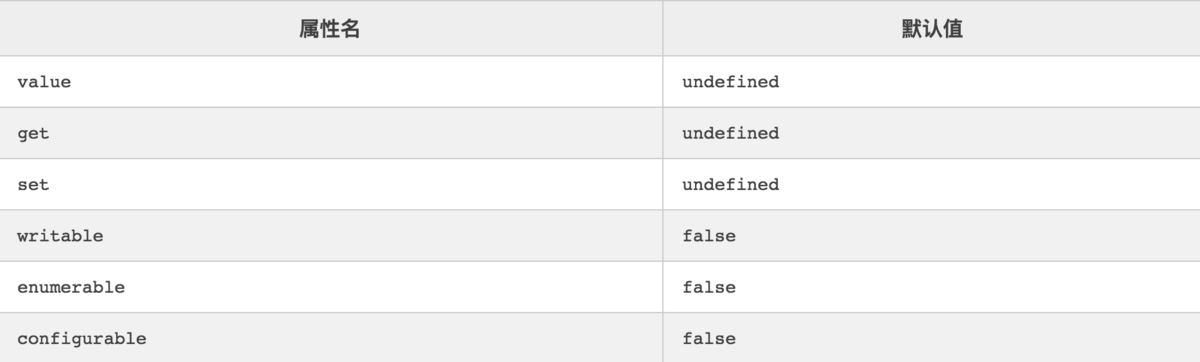 属性名 默认值
value undefined
get undefined
set undefined
writable false
enumerable false
configurable false